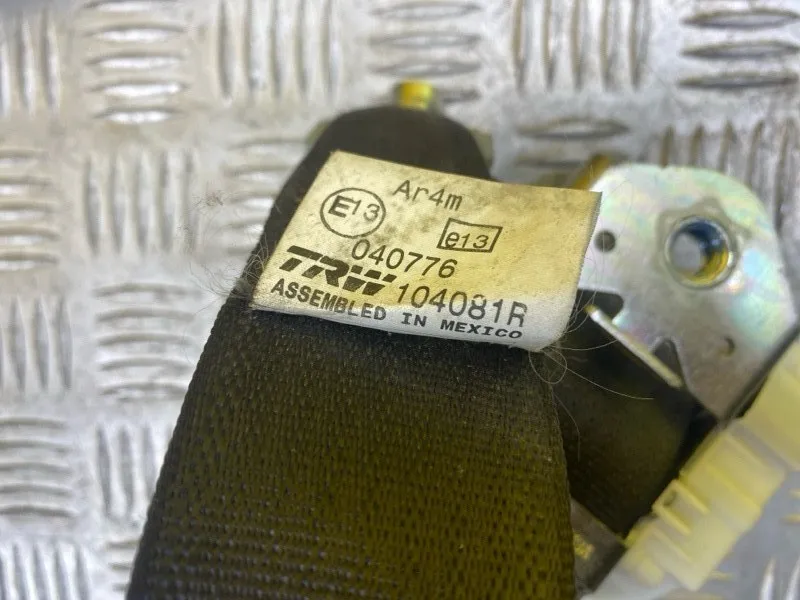 Ar4m
E13
e13
040776
TRW 104081R
ASSEMBLED IN MEXICO